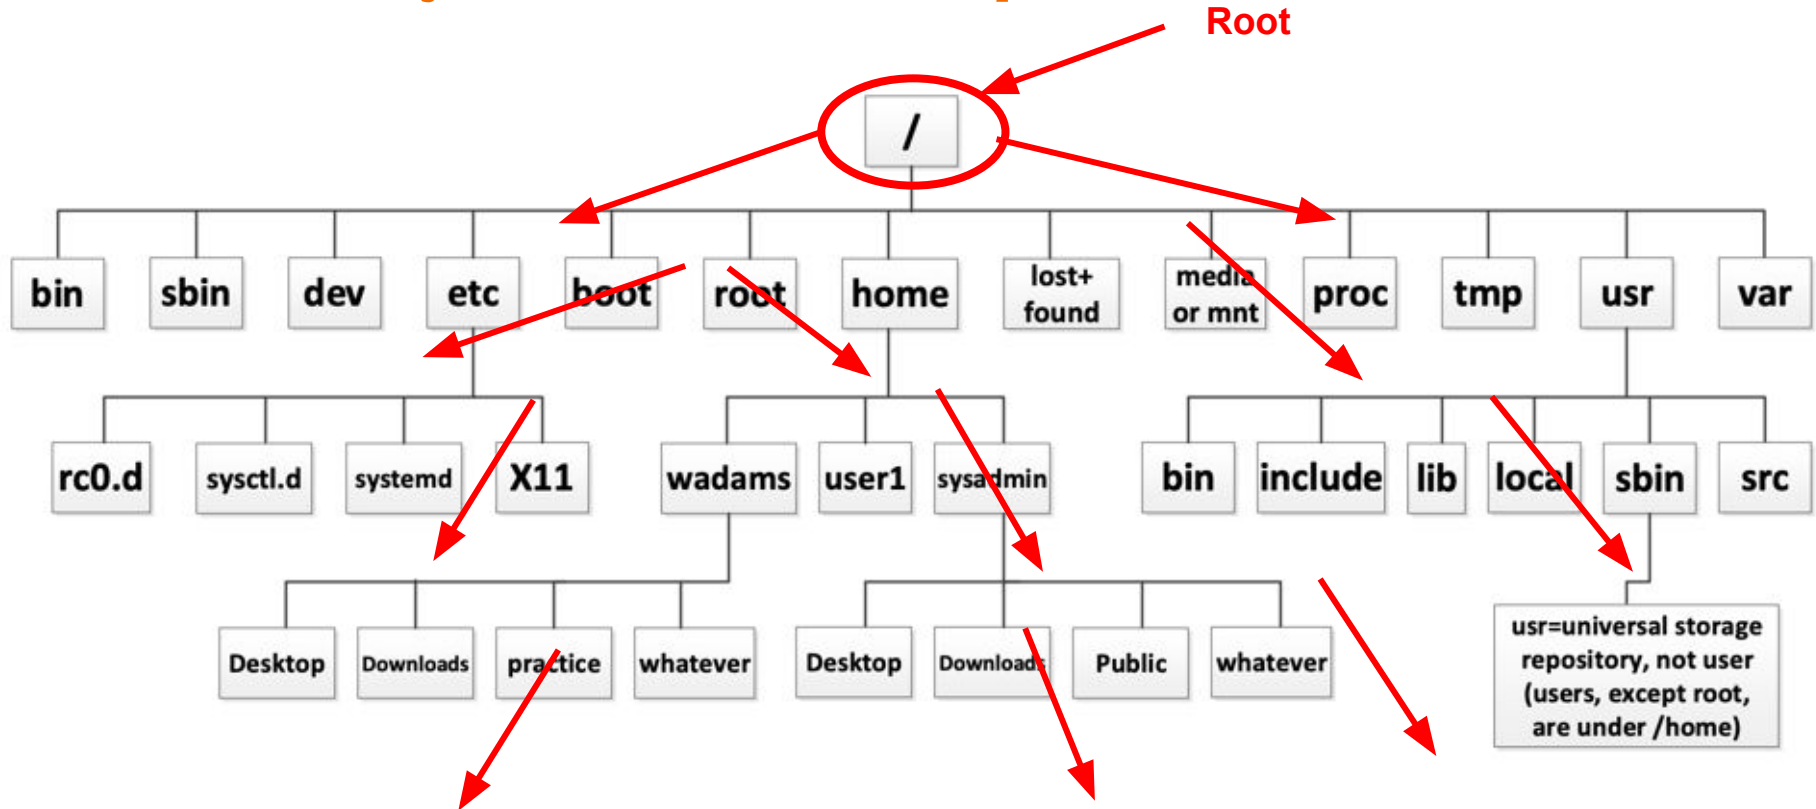 Root
/
bin
sbin
dev
etc
boot
root
home
lost+
found
media
or mnt
proc
tmp
usr
var
rc0.d
sysctl.d
systemd
X11
wadams
user1
sysadmin
bin
include
lib
local
sbin
src
Desktop
Downloads
practice
whatever
Desktop
Downloads
Public
whatever
usr=universal storage
repository, not user
(users, except root,
are under /home)